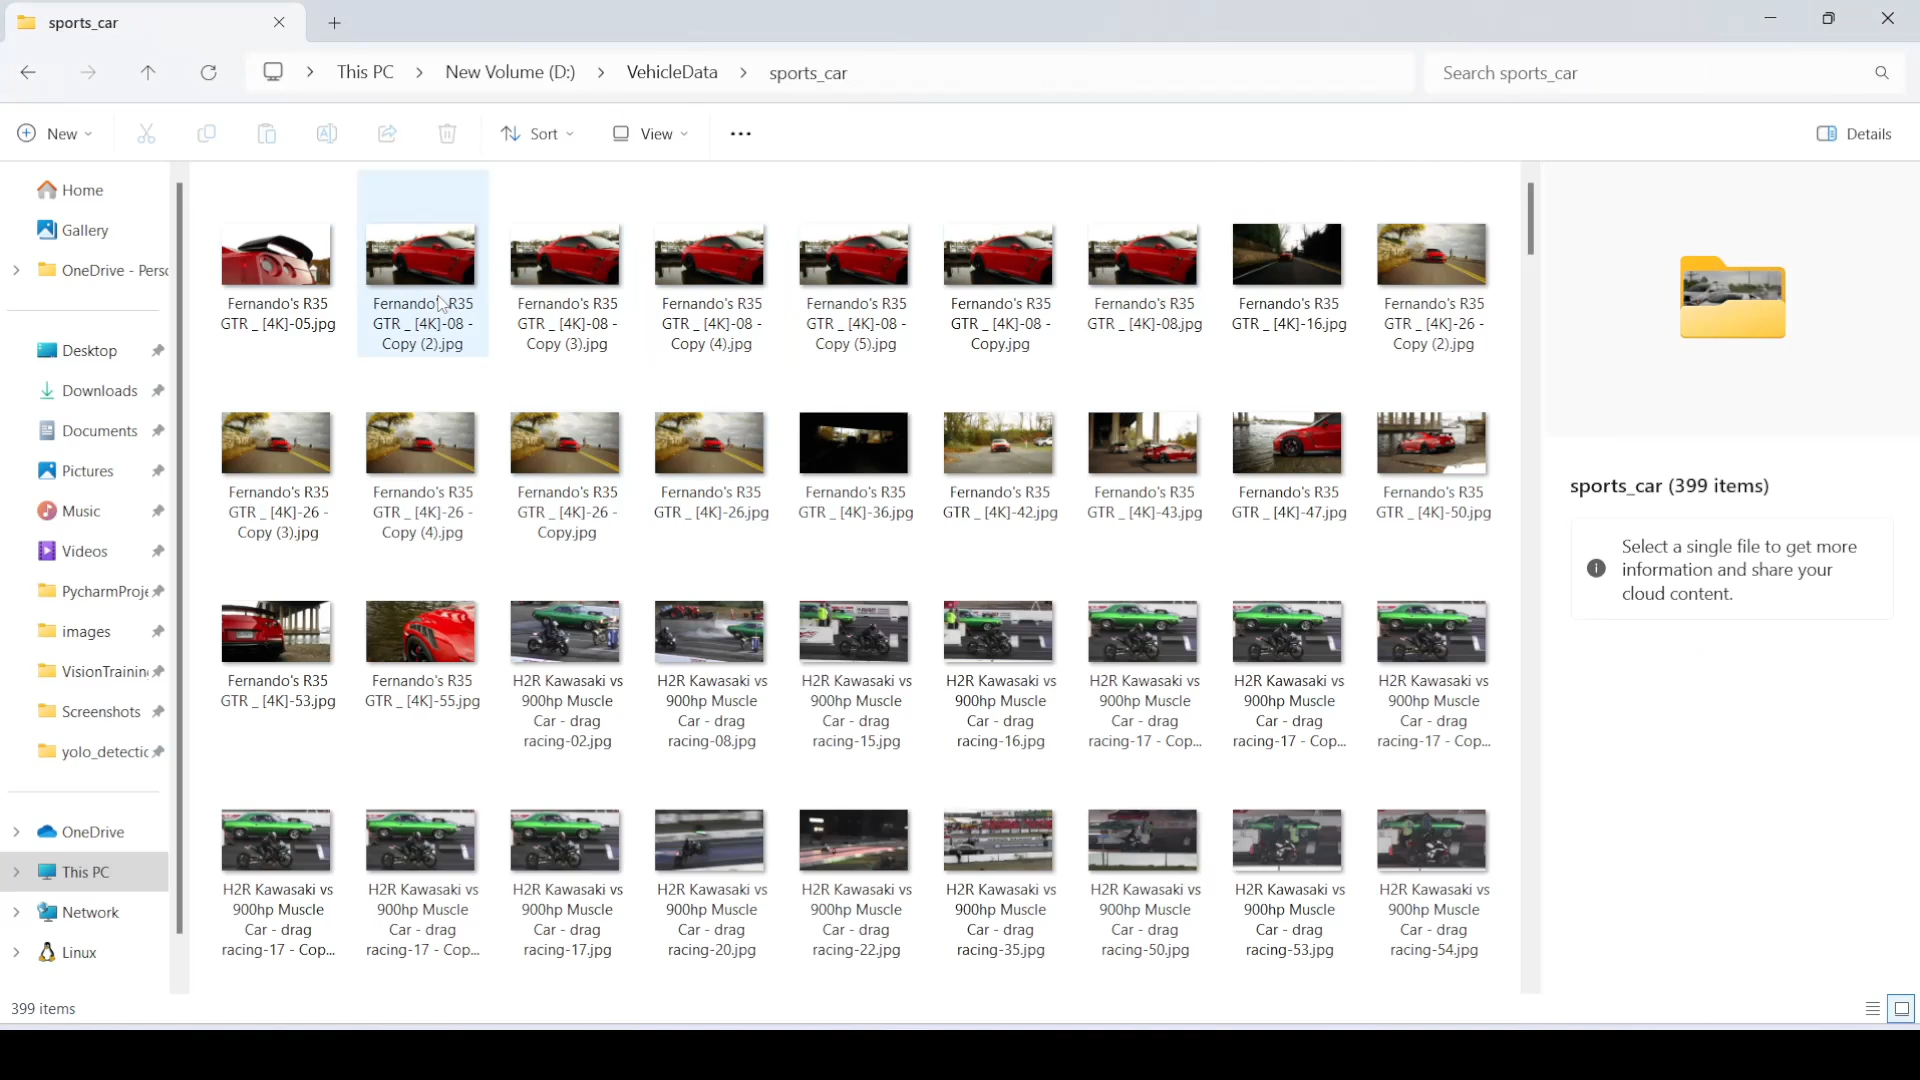 sports_car
This PC > New Volume (D:) > VehicleData > sports_car
Search sports_car
New
Sort
View
Details
Home
Gallery
OneDrive - Persc
Desktop
Downloads
Documents
Pictures
Music
Videos
PycharmProje
images
VisionTraining
Screenshots
yolo_detectic
OneDrive
This PC
Network
Linux
Fernando's R35
GTR _ [4K]-05.jpg
Fernando's R35
GTR _ [4K]-08 -
Copy (2).jpg
Fernando's R35
GTR _ [4K]-08 -
Copy (3).jpg
Fernando's R35
GTR _ [4K]-08 -
Copy (4).jpg
Fernando's R35
GTR _ [4K]-08 -
Copy (5).jpg
Fernando's R35
GTR _ [4K]-08 -
Copy.jpg
Fernando's R35
GTR _ [4K]-08.jpg
Fernando's R35
GTR _ [4K]-16.jpg
Fernando's R35
GTR _ [4K]-26 -
Copy (2).jpg
Fernando's R35
GTR _ [4K]-26 -
Copy (3).jpg
Fernando's R35
GTR _ [4K]-26 -
Copy (4).jpg
Fernando's R35
GTR _ [4K]-26 -
Copy.jpg
Fernando's R35
GTR _ [4K]-26.jpg
Fernando's R35
GTR _ [4K]-36.jpg
Fernando's R35
GTR _ [4K]-42.jpg
Fernando's R35
GTR _ [4K]-43.jpg
Fernando's R35
GTR _ [4K]-47.jpg
Fernando's R35
GTR _ [4K]-50.jpg
Fernando's R35
GTR _ [4K]-53.jpg
Fernando's R35
GTR _ [4K]-55.jpg
H2R Kawasaki vs
900hp Muscle
Car - drag
racing-02.jpg
H2R Kawasaki vs
900hp Muscle
Car - drag
racing-08.jpg
H2R Kawasaki vs
900hp Muscle
Car - drag
racing-15.jpg
H2R Kawasaki vs
900hp Muscle
Car - drag
racing-16.jpg
H2R Kawasaki vs
900hp Muscle
Car - drag
racing-17 - Cop...
H2R Kawasaki vs
900hp Muscle
Car - drag
racing-17 - Cop...
H2R Kawasaki vs
900hp Muscle
Car - drag
racing-17 - Cop...
H2R Kawasaki vs
900hp Muscle
Car - drag
racing-17 - Cop...
H2R Kawasaki vs
900hp Muscle
Car - drag
racing-17 - Cop...
H2R Kawasaki vs
900hp Muscle
Car - drag
racing-17.jpg
H2R Kawasaki vs
900hp Muscle
Car - drag
racing-20.jpg
H2R Kawasaki vs
900hp Muscle
Car - drag
racing-22.jpg
H2R Kawasaki vs
900hp Muscle
Car - drag
racing-35.jpg
H2R Kawasaki vs
900hp Muscle
Car - drag
racing-50.jpg
H2R Kawasaki vs
900hp Muscle
Car - drag
racing-53.jpg
H2R Kawasaki vs
900hp Muscle
Car - drag
racing-54.jpg
sports_car (399 items)
Select a single file to get more
information and share your
cloud content.
399 items